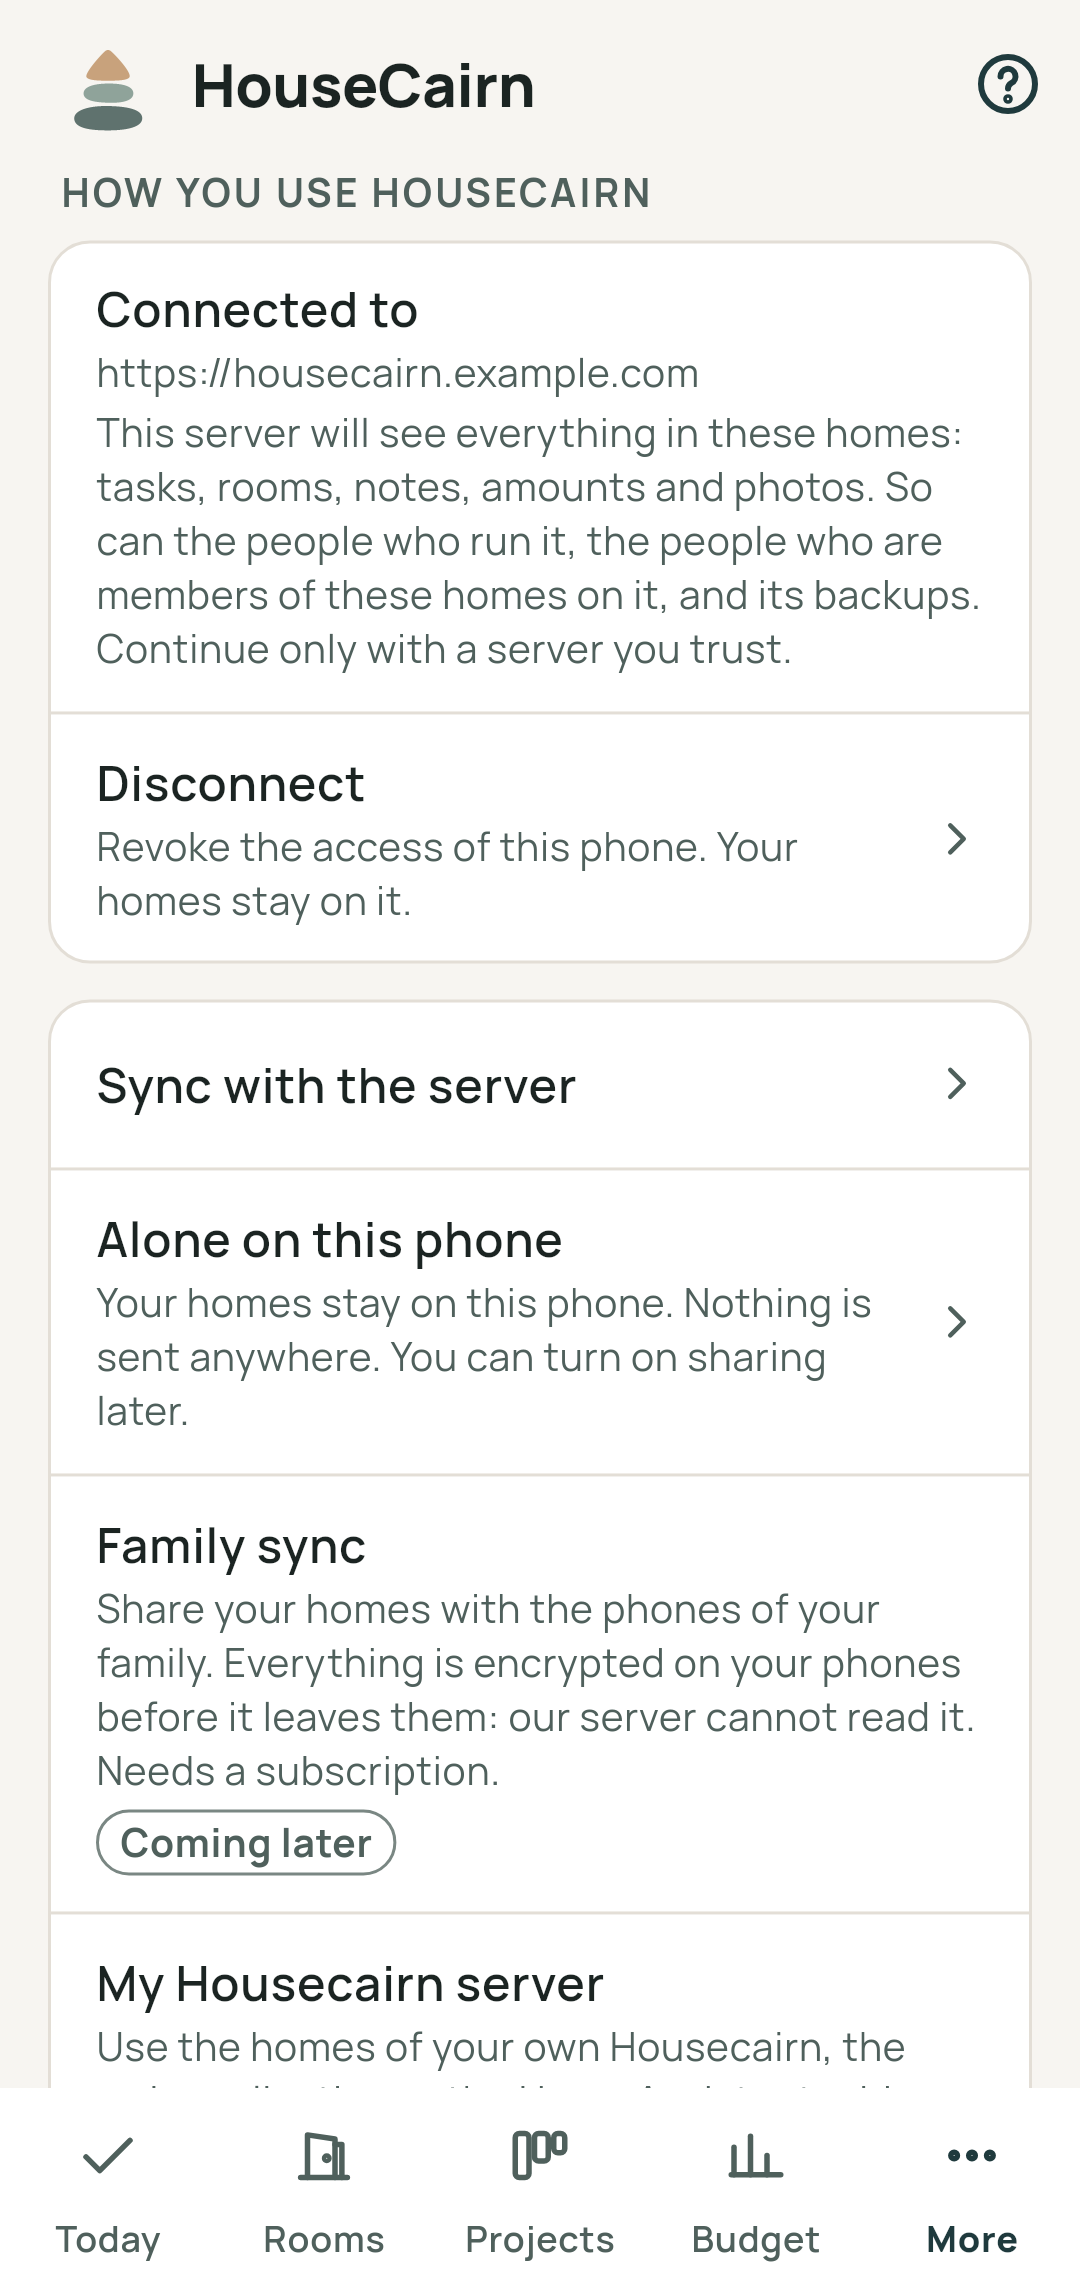 HouseCairn
HOW YOU USE HOUSECAIRN
Connected to
https://housecairn.example.com
This server will see everything in these homes:
tasks, rooms, notes, amounts and photos. So
can the people who run it, the people who are
members of these homes on it, and its backups.
Continue only with a server you trust.
Disconnect
Revoke the access of this phone. Your
homes stay on it.
Sync with the server
Alone on this phone
Your homes stay on this phone. Nothing is
sent anywhere. You can turn on sharing
later.
Family sync
Share your homes with the phones of your
family. Everything is encrypted on your phones
before it leaves them: our server cannot read it.
Needs a subscription.
Coming later
My Housecairn server
Use the homes of your own Housecairn, the
Today
Rooms
Projects
Budget
More